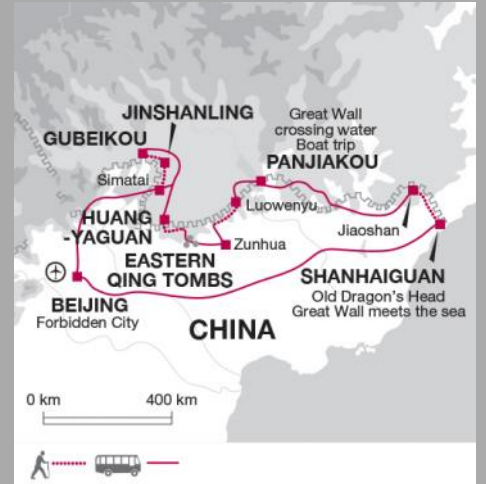 JINSHANLING
GUBEIKOU
Great Wall
crossing water
Boat trip
PANJIAKOU
Simatai
Luowenyu
HUANG
-YAGUAN
Jiaoshan
Zunhua
EASTERN
QING TOMBS
SHANHAIGUAN
Old Dragon's Head
Great Wall meets the sea
BEIJING
Forbidden City
CHINA
0 km
400 km